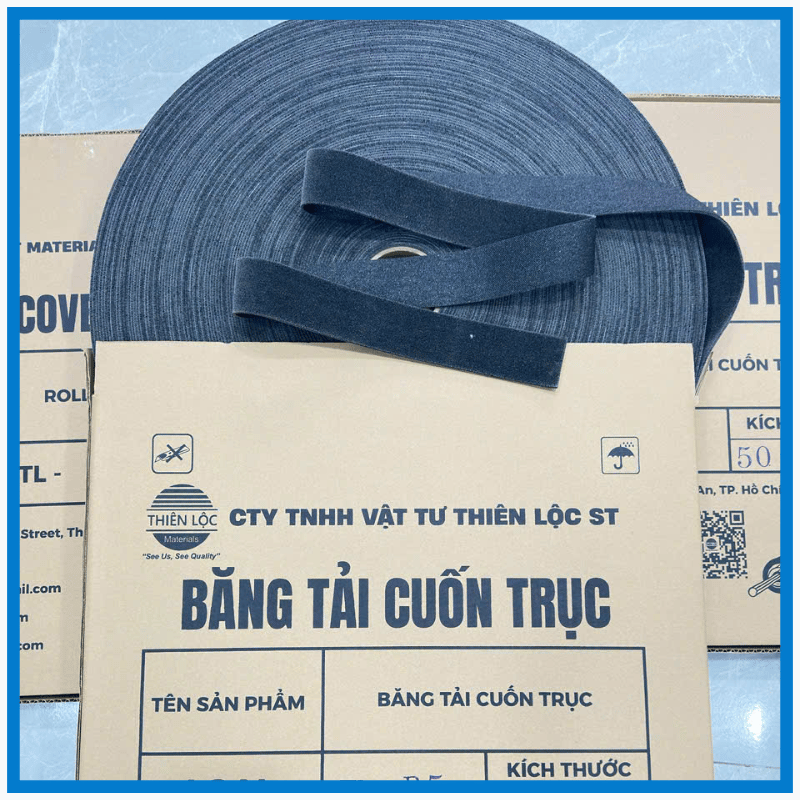 T MATERIA
COVE
ROLL
TL -
Street, Th
ail.com
m
.com
THIÊN LỘ
TR
I CUỐN T
KÍCH
50
An, TP. Hồ Chí
THIÊN LỘC
Materials
"See Us, See Quality"
CTY TNHH VẬT TƯ THIÊN LỘC ST
BĂNG TẢI CUỐN TRỤC
TÊN SẢN PHẨM
BĂNG TẢI CUỐN TRỤC
KÍCH THƯỚC